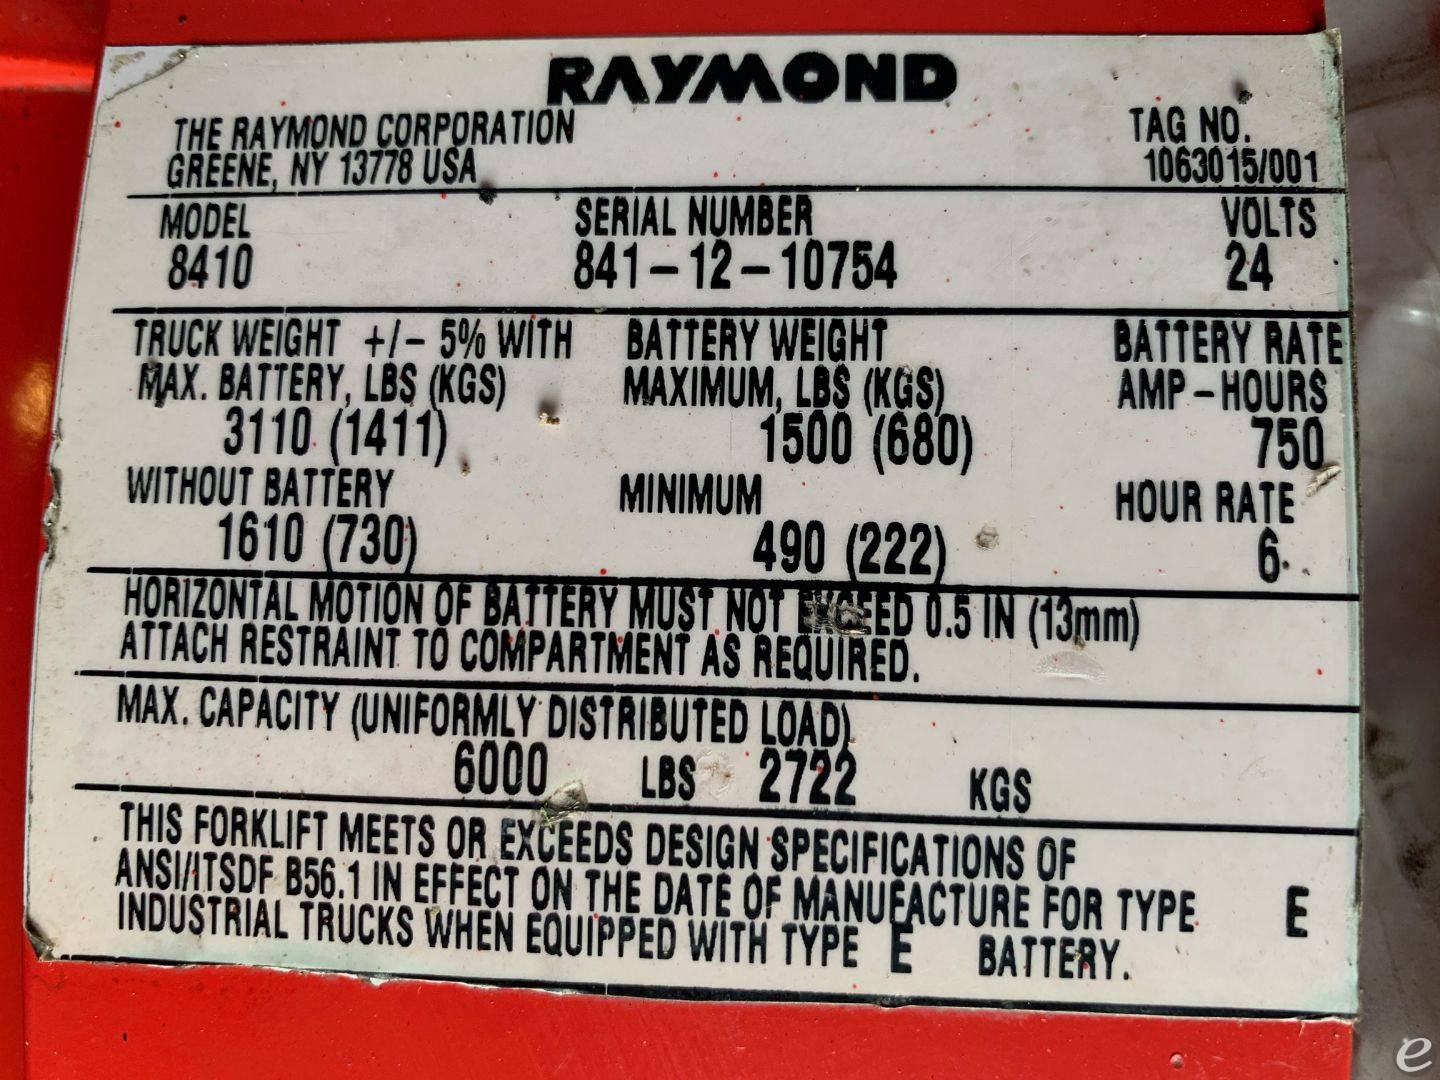 RAYMOND
THE RAYMOND CORPORATION
GREENE, NY 13778 USA
TAG NO.
1063015/001
MODEL
8410
SERIAL NUMBER
841-12-10754
VOLTS
24
TRUCK WEIGHT +/- 5% WITH
MAX. BATTERY, LBS (KGS)
3110 (1411)
BATTERY WEIGHT
MAXIMUM, LBS (KGS)
1500 (680)
BATTERY RATE
AMP-HOURS
750
WITHOUT BATTERY
1610 (730)
MINIMUM
490 (222)
HOUR RATE
6
HORIZONTAL MOTION OF BATTERY MUST NOT EXCEED 0.5 IN (13mm)
ATTACH RESTRAINT TO COMPARTMENT AS REQUIRED.
MAX. CAPACITY (UNIFORMLY DISTRIBUTED LOAD)
6000 LBS 2722 KGS
THIS FORKLIFT MEETS OR EXCEEDS DESIGN SPECIFICATIONS OF
ANSI/ITSDF B56.1 IN EFFECT ON THE DATE OF MANUFACTURE FOR TYPE E
INDUSTRIAL TRUCKS WHEN EQUIPPED WITH TYPE E BATTERY.
e